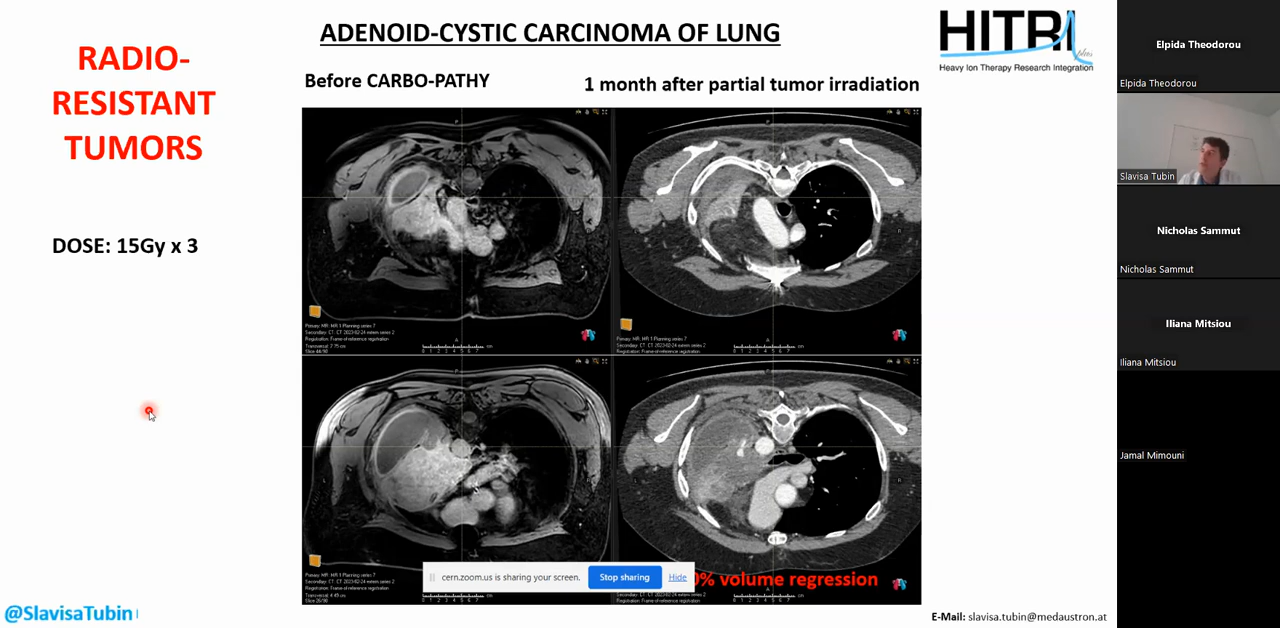 RADIO-
RESISTANT
TUMORS
DOSE: 15Gy x 3
ADENOID-CYSTIC CARCINOMA OF LUNG
Before CARBO-PATHY
1 month after partial tumor irradiation
HITRI plus
Heavy Ion Therapy Research Integration
cern.zoom.us is sharing your screen.
Stop sharing
Hide
0% volume regression
@SlavisaTubin
E-Mail: slavisa.tubin@medaustron.at
Elpida Theodorou
Elpida Theodorou
Slavisa Tubin
Nicholas Sammut
Nicholas Sammut
Iliana Mitsiou
Iliana Mitsiou
Jamal Mimouni